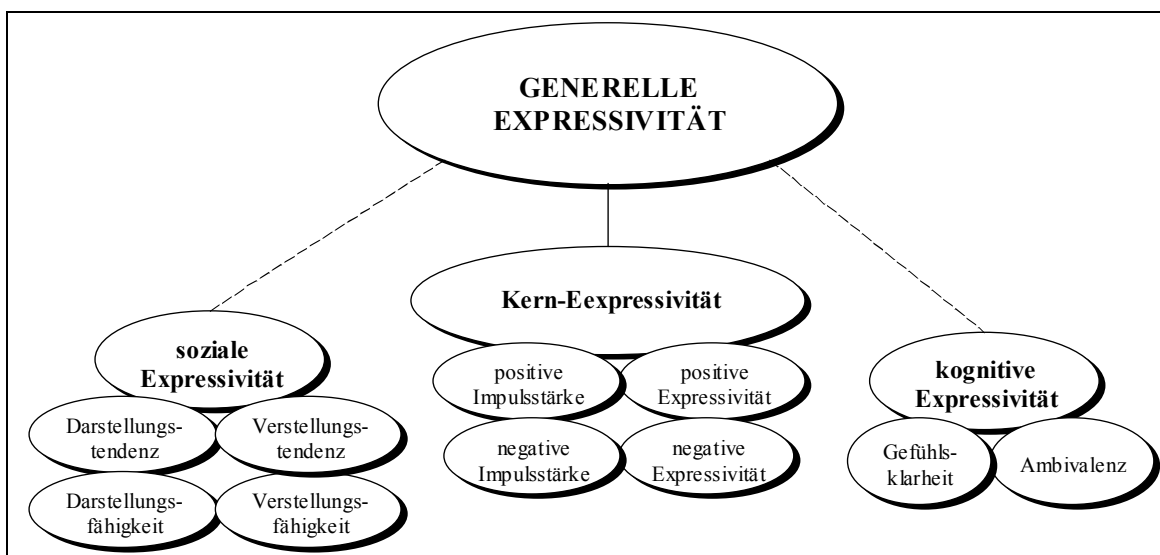 GENERELLE
EXPRESSIVITÄT
soziale
Expressivität
Darstellungs-
tendenz
Verstellungs-
tendenz
Darstellungs-
fähigkeit
Verstellungs-
fähigkeit
Kern-Eexpressivität
positive
Impulsstärke
positive
Expressivität
negative
Impulsstärke
negative
Expressivität
kognitive
Expressivität
Gefühls-
klarheit
Ambivalenz